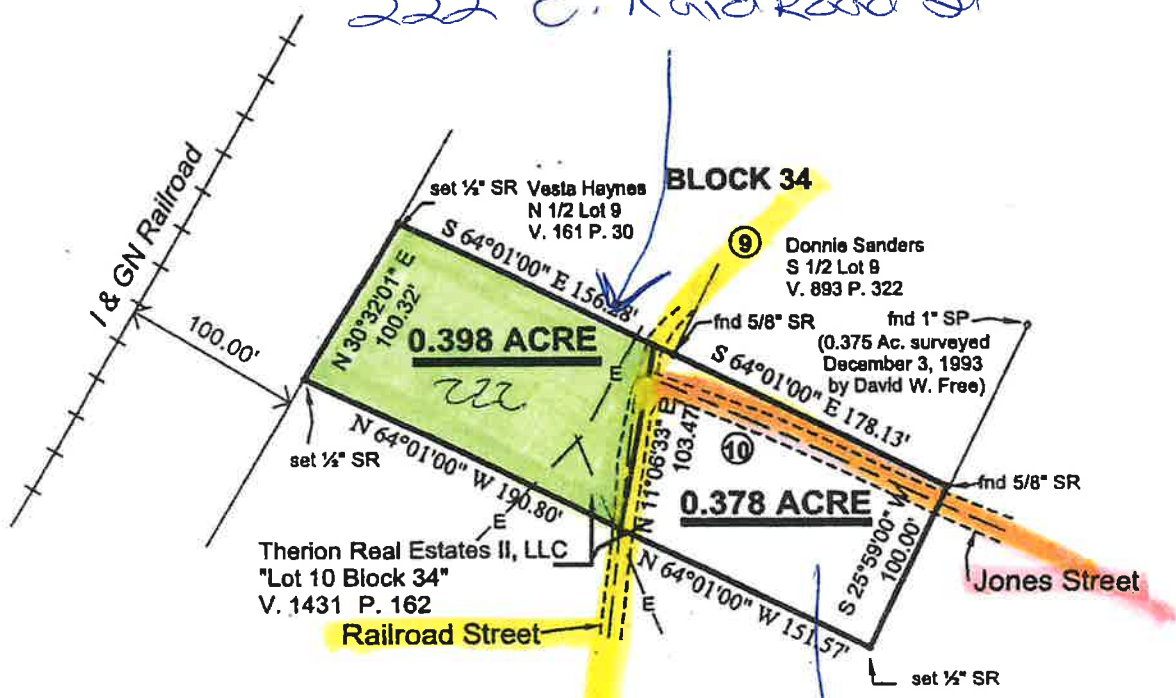 222 E. Railroad St
I & GN Railroad
100.00'
set ½" SR
Vesta Haynes
N 1/2 Lot 9
V. 161 P. 30
BLOCK 34
9
Donnie Sanders
S 1/2 Lot 9
V. 893 P. 322
S 64°01'00" E 156.28'
N 30°32'01" E
100.32'
0.398 ACRE
222
fnd 5/8" SR
fnd 1" SP
(0.375 Ac. surveyed
December 3, 1993
by David W. Free)
S 64°01'00" E 178.13'
E
N 11°06'33" E
103.47'
10
0.378 ACRE
fnd 5/8" SR
S 25°59'00" W
100.00'
set ½" SR
N 64°01'00" W 190.80'
E
Therion Real Estates II, LLC
"Lot 10 Block 34"
V. 1431 P. 162
N 64°01'00" W 151.57'
E
Jones Street
Railroad Street
set ½" SR